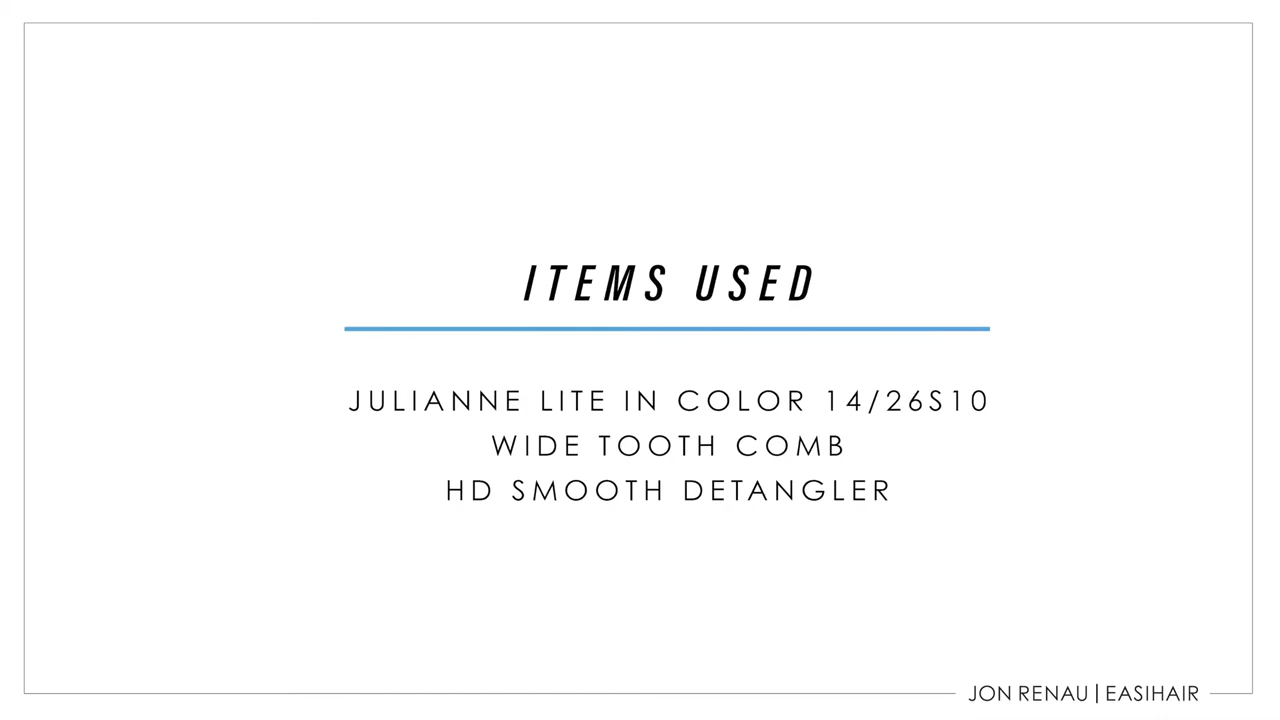 ITEMS USED
JULIANNE LITE IN COLOR 14/26S10
WIDE TOOTH COMB
HD SMOOTH DETANGLER
JON RENAU | EASIHAIR